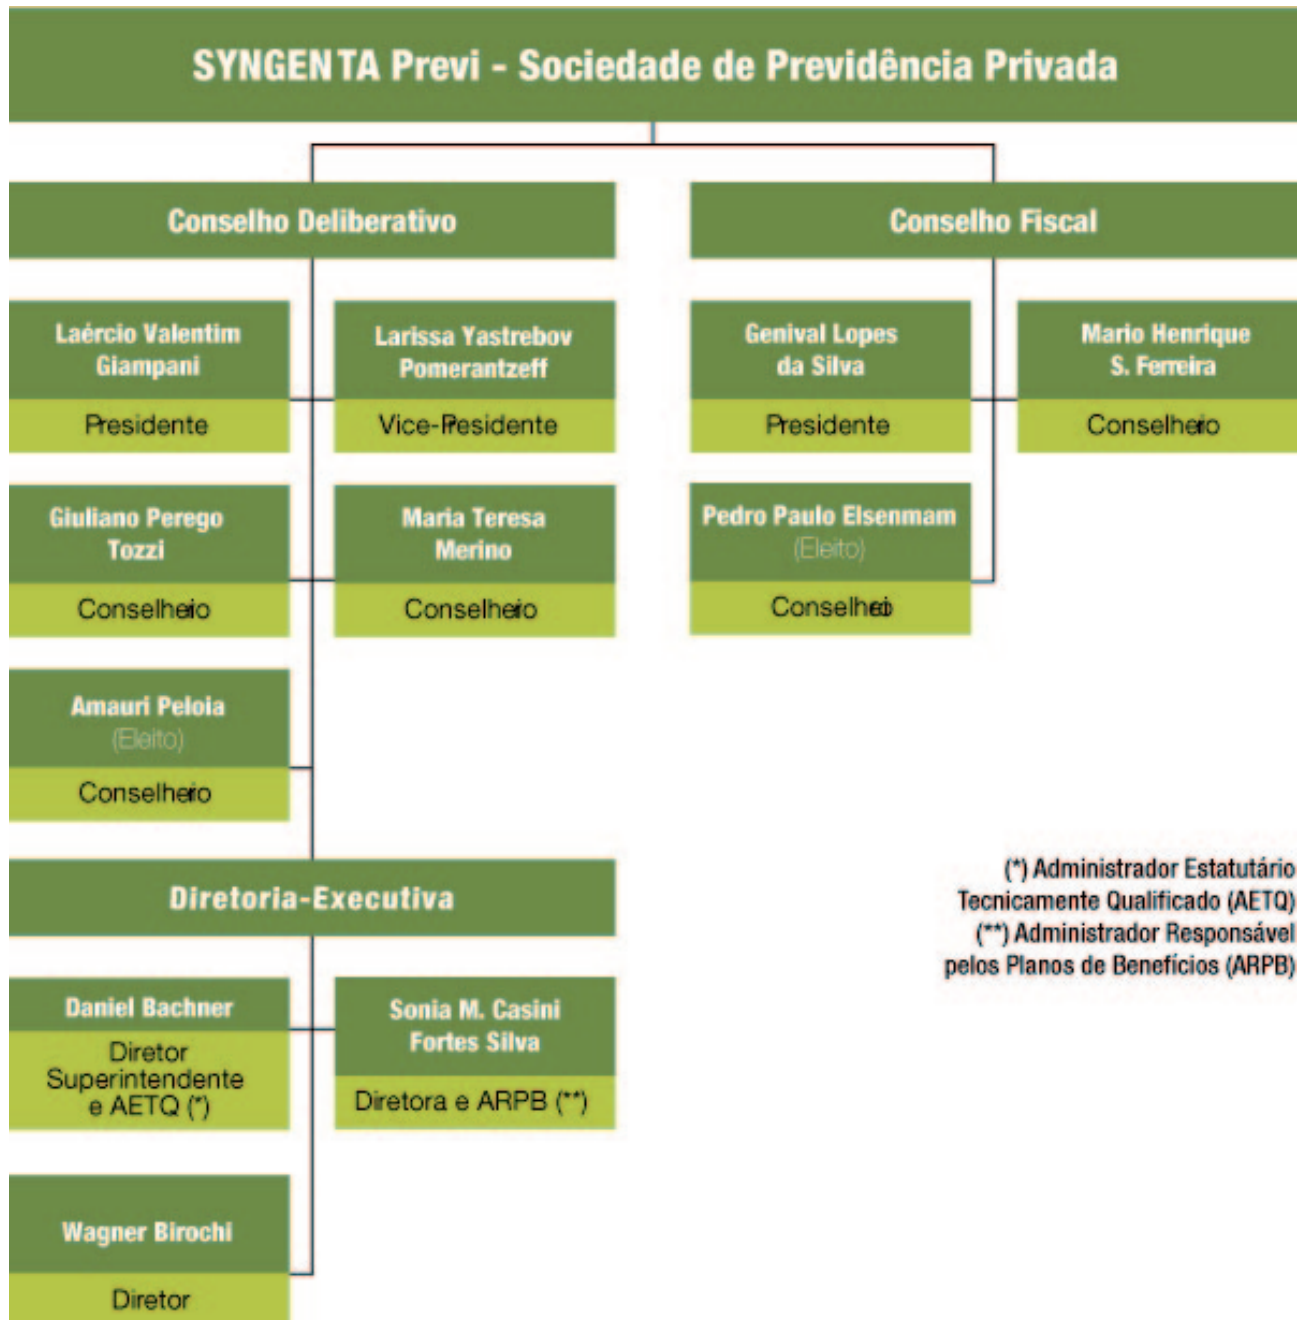 SYNGENTA Previ - Sociedade de Previdência Privada
Conselho Deliberativo
Laércio Valentim
Giampani
Presidente
Larissa Yastrebov
Pomerantzeff
Vice-Presidente
Giuliano Perego
Tozzi
Conselheiro
Maria Teresa
Merino
Conselheiro
Amauri Peloia
(Eleito)
Conselheiro
Conselho Fiscal
Genival Lopes
da Silva
Presidente
Mario Henrique
S. Ferreira
Conselheiro
Pedro Paulo Elsenmam
(Eleito)
Conselheiro
Diretoria-Executiva
Daniel Bachner
Diretor
Superintendente
e AETQ (*)
Sonia M. Casini
Fortes Silva
Diretora e ARPB (**)
Wagner Birochi
Diretor
(*) Administrador Estatutário
Tecnicamente Qualificado (AETQ)
(**) Administrador Responsável
pelos Planos de Benefícios (ARPB)